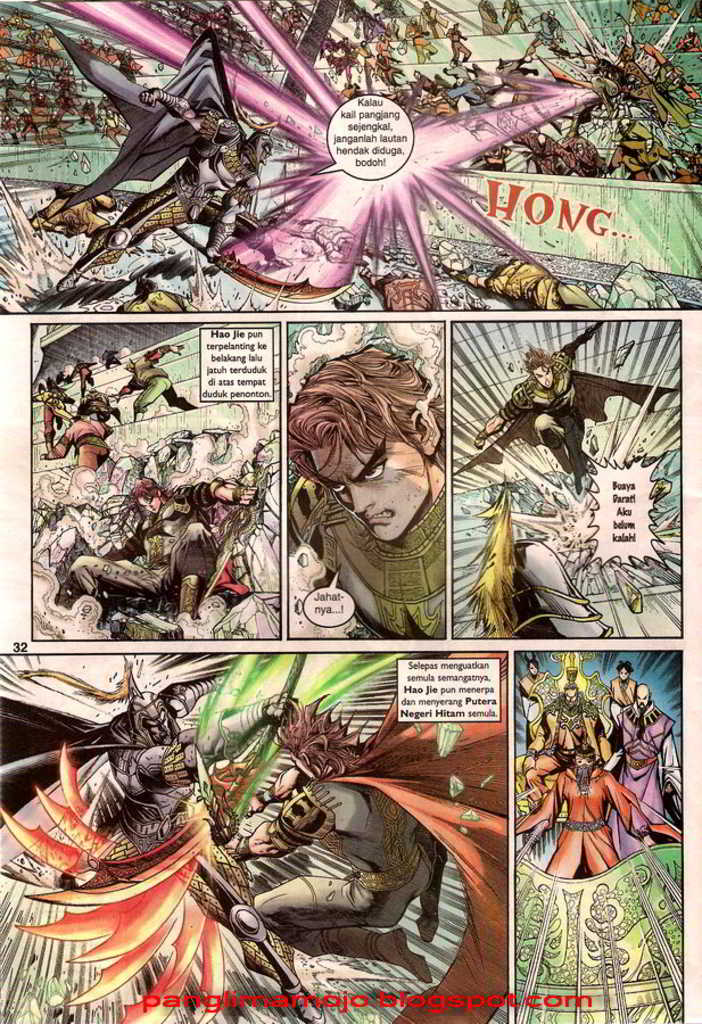 Kalau
kail pangjang
sejengkal,
janganlah lautan
hendak diduga,
bodoh!
HONG...
Hao Jie pun
terpelanting ke
belakang lalu
jatuh terduduk
di atas tempat
duduk penonton.
Jahat-
nya...!
Buaya
Darat!
Aku
belum
kalah!
32
Selepas menguatkan
semula semangatnya,
Hao Jie pun menerpa
dan menyerang Putera
Negeri Hitam semula.
panglimamojo.blogspot.com